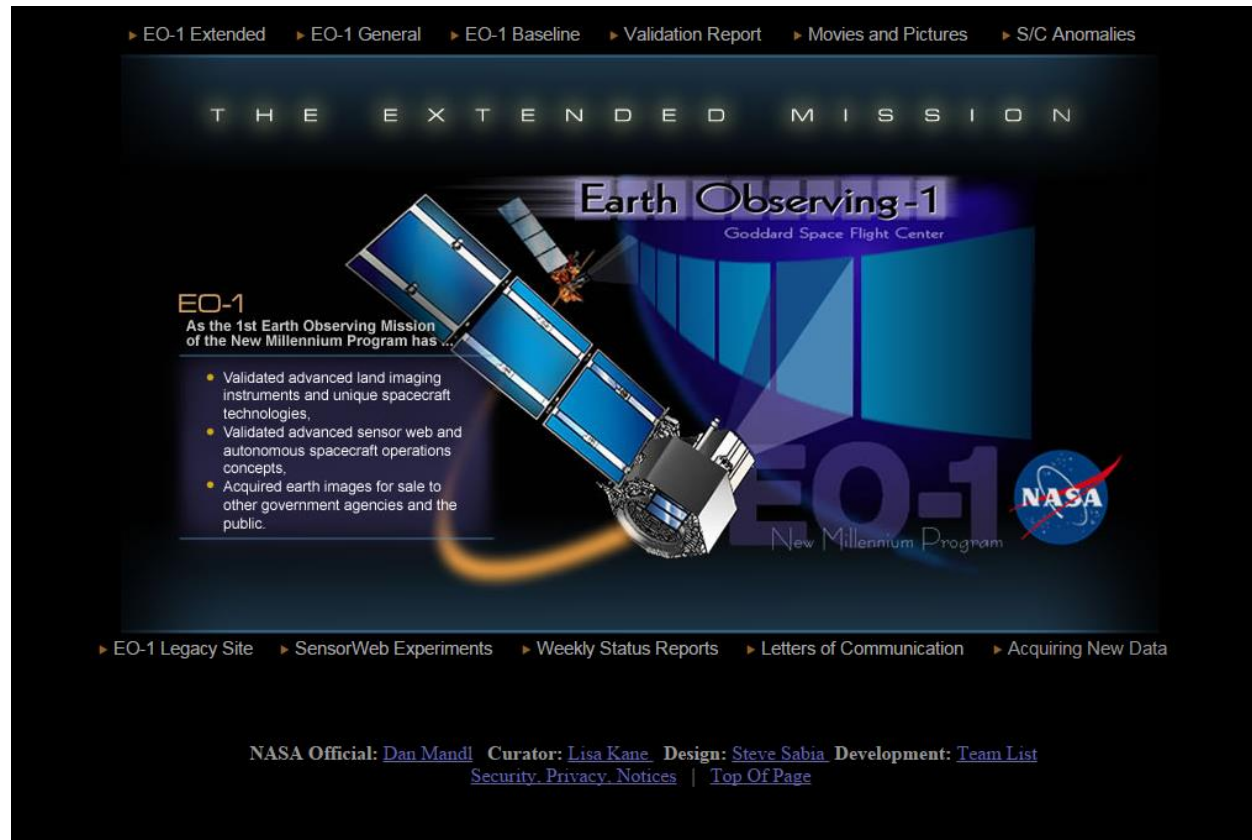 EO-1 Extended EO-1 General EO-1 Baseline Validation Report Movies and Pictures S/C Anomalies
THE EXTENDED MISSION
Earth Observing-1
Goddard Space Flight Center
EO-1
As the 1st Earth Observing Mission
of the New Millennium Program has ...
Validated advanced land imaging
instruments and unique spacecraft
technologies,
Validated advanced sensor web and
autonomous spacecraft operations
concepts,
Acquired earth images for sale to
other government agencies and the
public.
EO-1
New Millennium Program
NASA
EO-1 Legacy Site SensorWeb Experiments Weekly Status Reports Letters of Communication Acquiring New Data
NASA Official: Dan Mandl Curator: Lisa Kane Design: Steve Sabia Development: Team List
Security, Privacy, Notices | Top Of Page